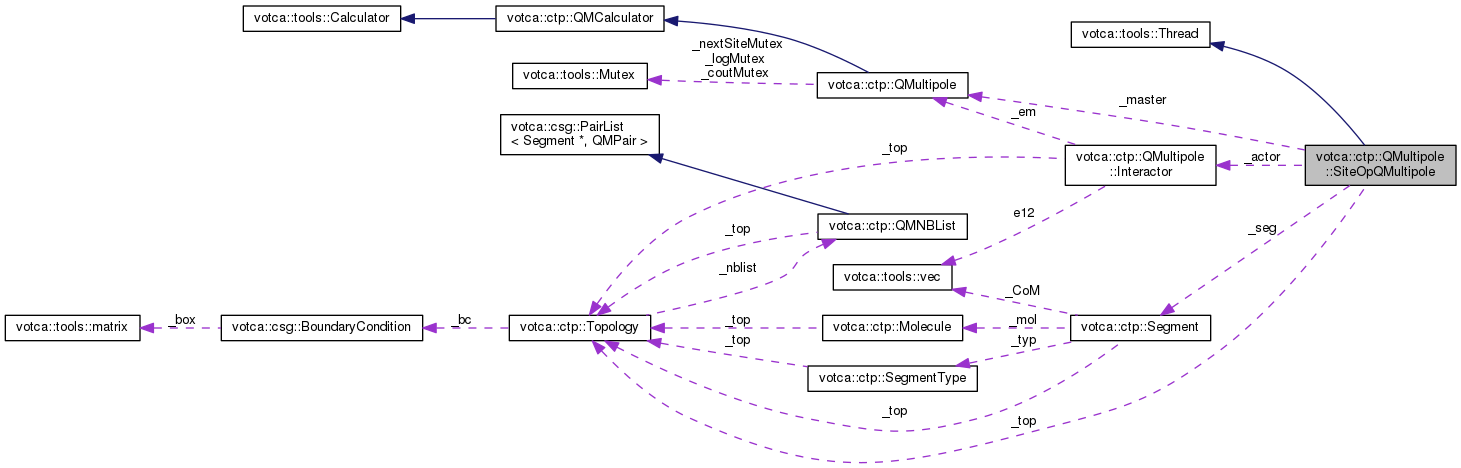 votca::tools::Calculator
votca::ctp::QMCalculator
votca::tools::Thread
_nextSiteMutex
_logMutex
_coutMutex
votca::tools::Mutex
votca::ctp::QMultipole
_master
_em
votca::csg::PairList
< Segment *, QMPair >
_top
votca::ctp::QMultipole
::Interactor
_actor
votca::ctp::QMultipole
::SiteOpQMultipole
e12
votca::ctp::QMNBList
_top
_seg
_nblist
votca::tools::vec
_CoM
votca::tools::matrix
_box
votca::csg::BoundaryCondition
_bc
votca::ctp::Topology
_top
votca::ctp::Molecule
_mol
votca::ctp::Segment
_top
_typ
votca::ctp::SegmentType
_top
_top